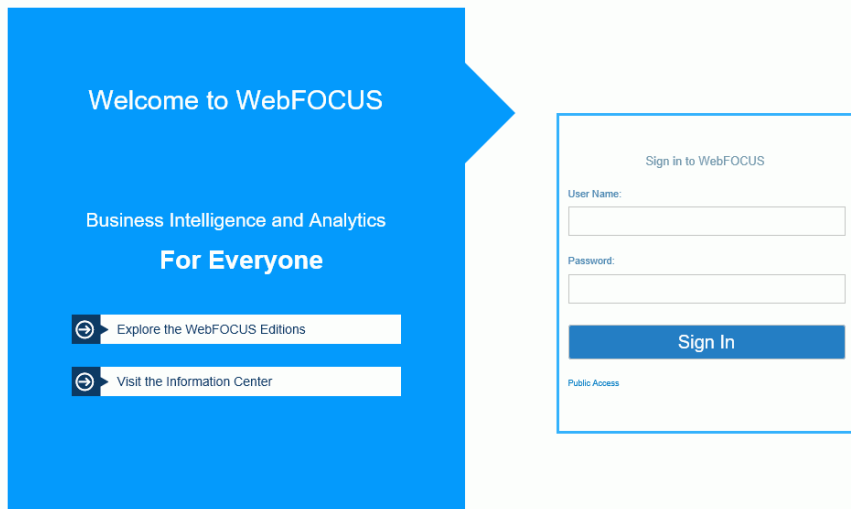 Welcome to WebFOCUS
Business Intelligence and Analytics
For Everyone
Explore the WebFOCUS Editions
Visit the Information Center
Sign in to WebFOCUS
User Name:
Password:
Sign In
Public Access